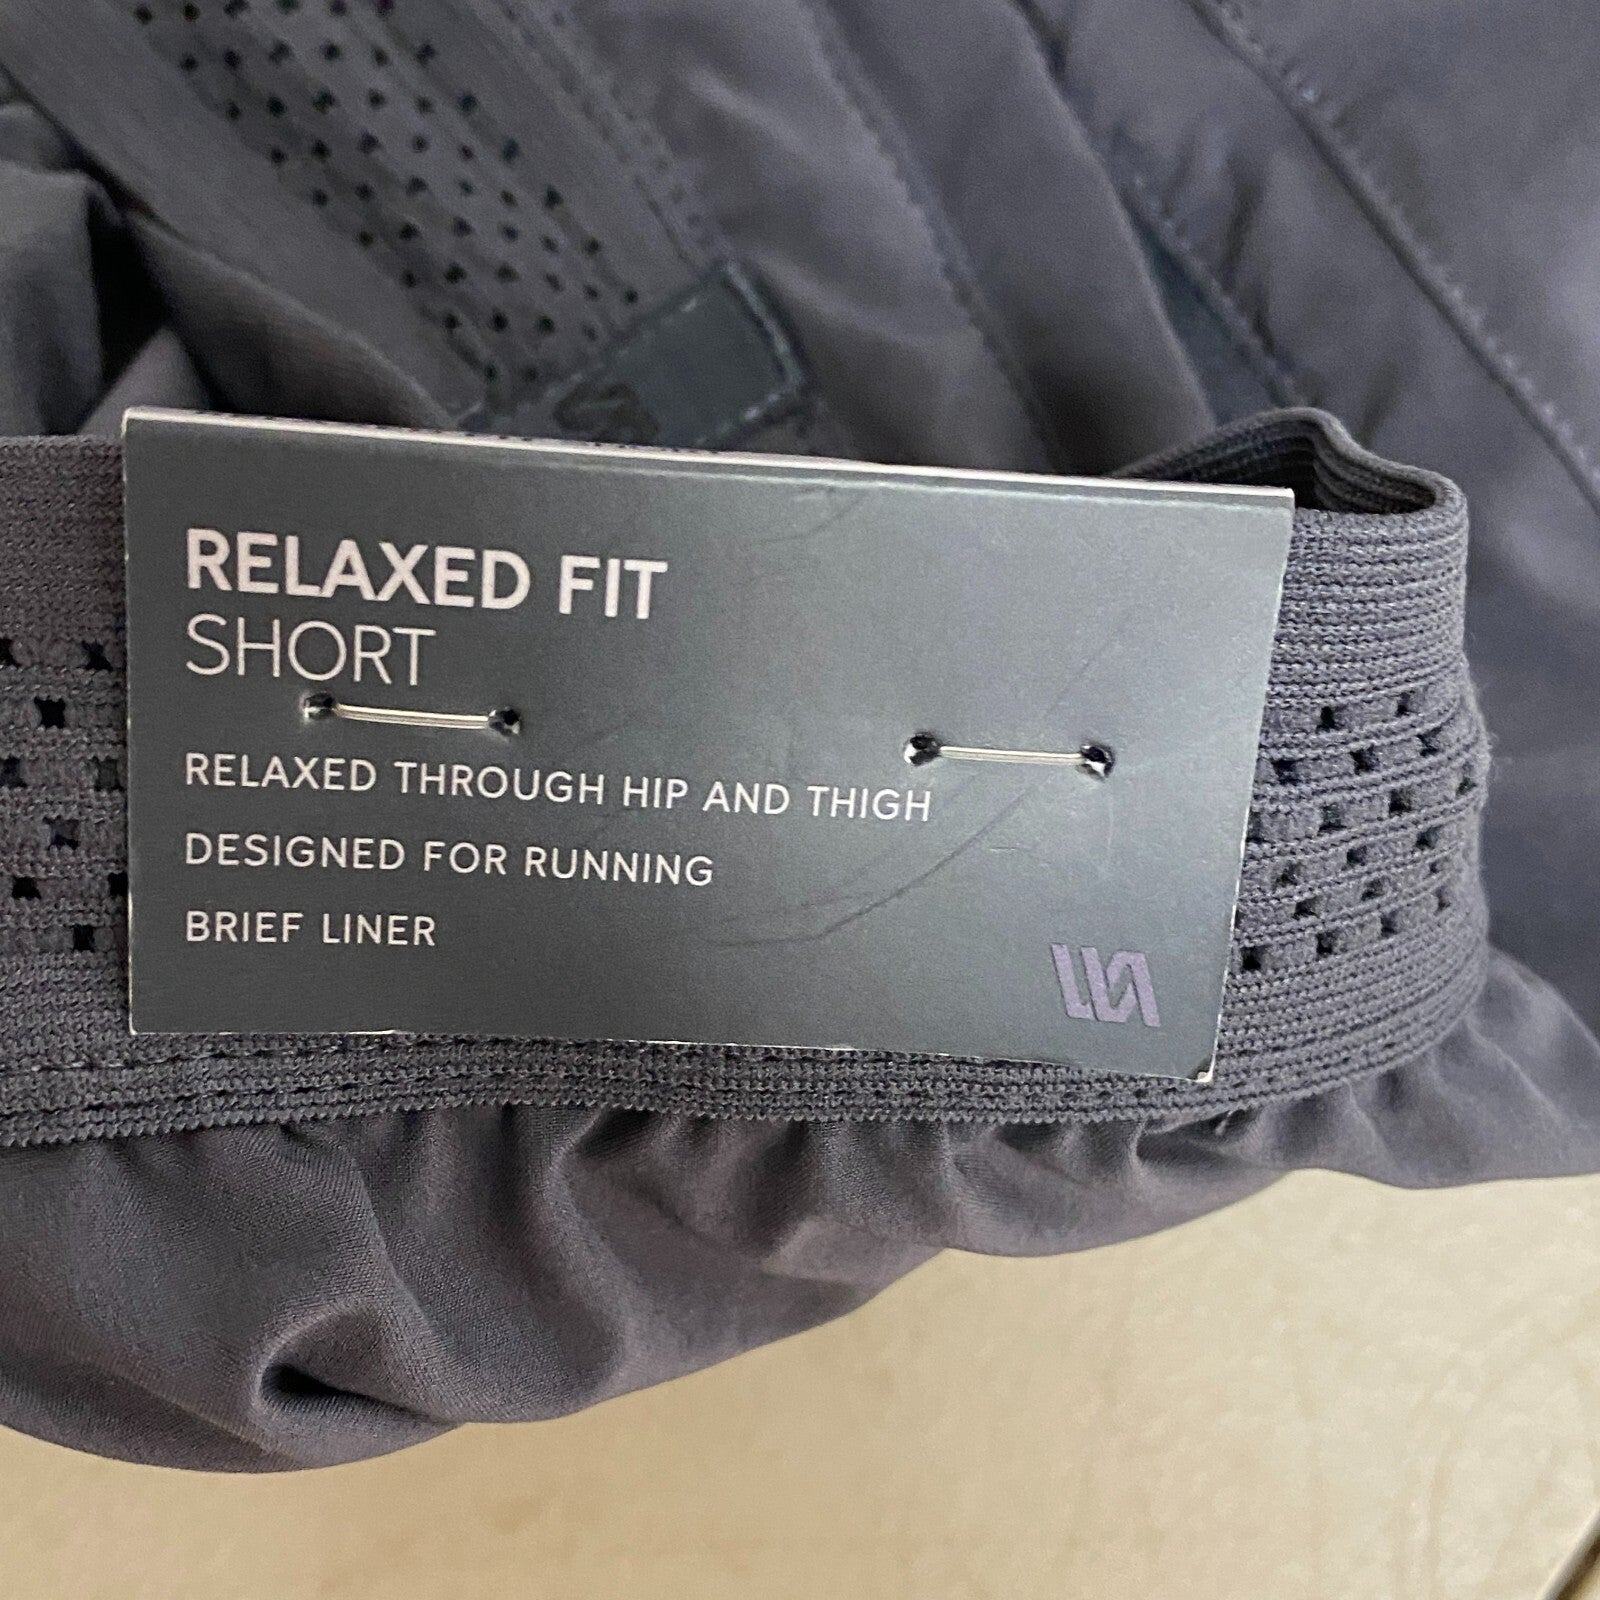 RELAXED FIT
SHORT
RELAXED THROUGH HIP AND THIGH
DESIGNED FOR RUNNING
BRIEF LINER